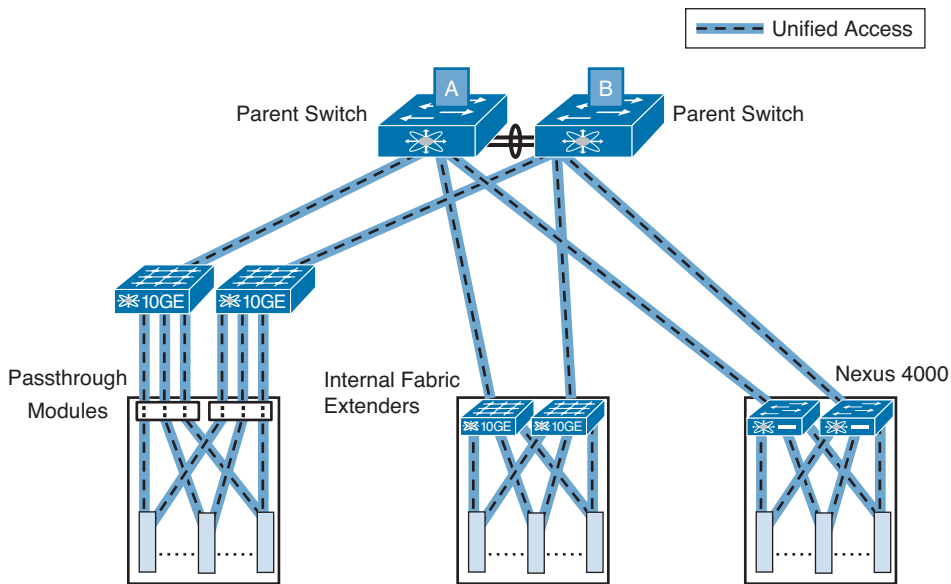 Unified Access
A
B
Parent Switch
Parent Switch
10GE
10GE
Passthrough
Modules
Internal Fabric
Extenders
Nexus 4000
10GE
10GE